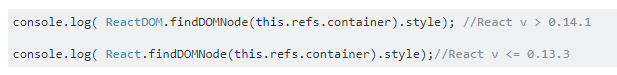 console.log( ReactDOM.findDOMNode(this.refs.container).style); //React v > 0.14.1
console.log( React.findDOMNode(this.refs.container).style);//React v <= 0.13.3